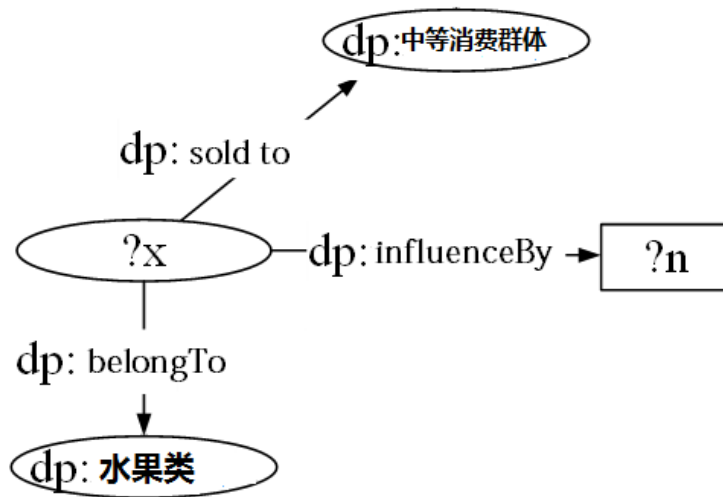 dp:中等消费群体
dp: sold to
?x
dp: influenceBy
?n
dp: belongTo
dp: 水果类